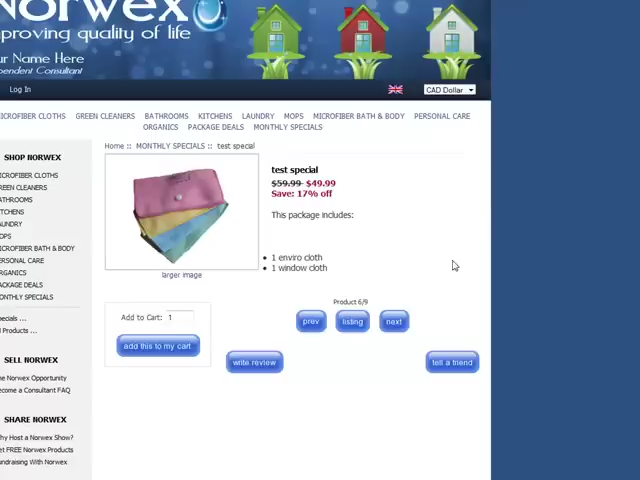 Norwex
mproving quality of life
ur Name Here
pendent Consultant
Log In
CAD Dollar
ICROFIBER CLOTHS GREEN CLEANERS BATHROOMS KITCHENS LAUNDRY MOPS MICROFIBER BATH & BODY PERSONAL CARE
ORGANICS PACKAGE DEALS MONTHLY SPECIALS
SHOP NORWEX
ICROFIBER CLOTHS
REEN CLEANERS
ATHROOMS
ITCHENS
AUNDRY
OPS
ICROFIBER BATH & BODY
ERSONAL CARE
RGANICS
ACKAGE DEALS
ONTHLY SPECIALS
pecials ...
l Products ...
SELL NORWEX
he Norwex Opportunity
ecome a Consultant FAQ
SHARE NORWEX
hy Host a Norwex Show?
et FREE Norwex Products
undraising With Norwex
Home :: MONTHLY SPECIALS :: test special
larger image
test special
$59.99 $49.99
Save: 17% off
This package includes:
1 enviro cloth
1 window cloth
Product 6/9
prev listing next
Add to Cart: 1
add this to my cart
write review
tell a friend